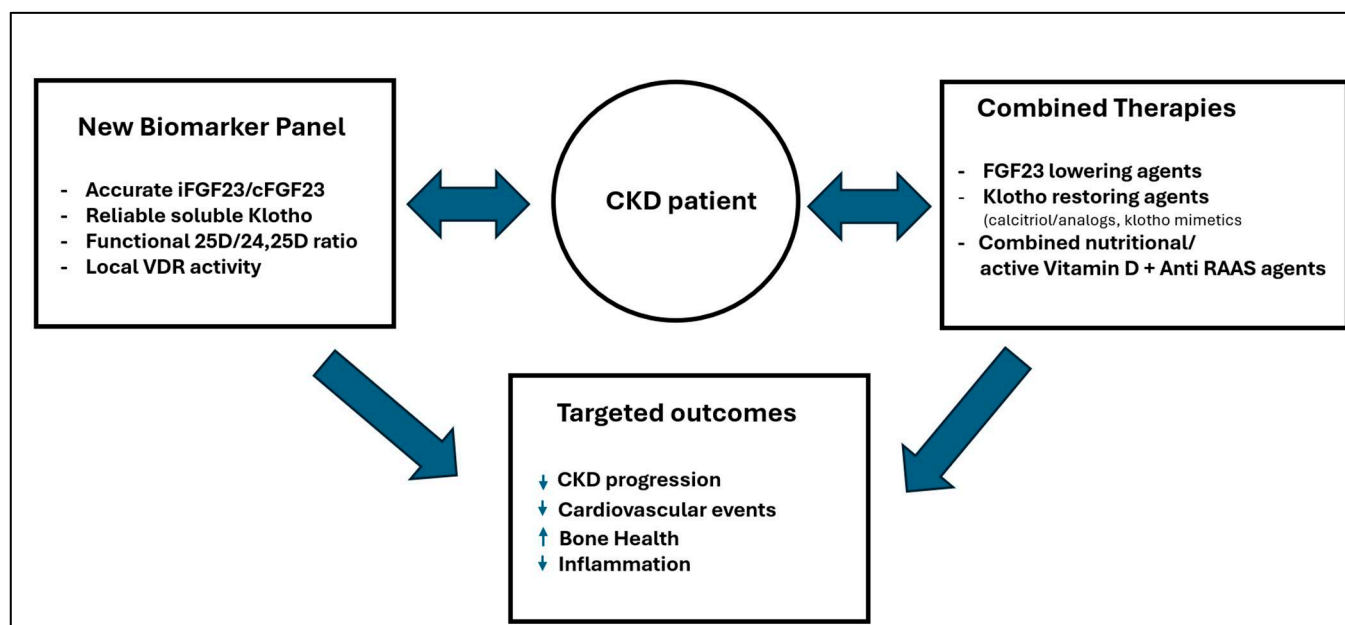 New Biomarker Panel
- Accurate iFGF23/cFGF23
- Reliable soluble Klotho
- Functional 25D/24,25D ratio
- Local VDR activity
CKD patient
Combined Therapies
- FGF23 lowering agents
- Klotho restoring agents
(calcitriol/analogs, klotho mimetics
- Combined nutritional/
active Vitamin D + Anti RAAS agents
Targeted outcomes
↓ CKD progression
↓ Cardiovascular events
↑ Bone Health
↓ Inflammation